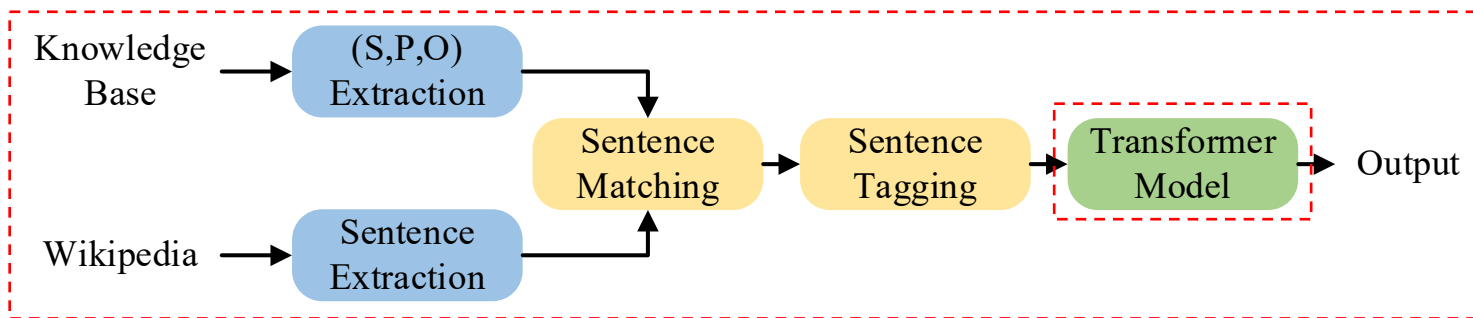 Knowledge
Base
(S,P,O)
Extraction
Wikipedia
Sentence
Extraction
Sentence
Matching
Sentence
Tagging
Transformer
Model
Output